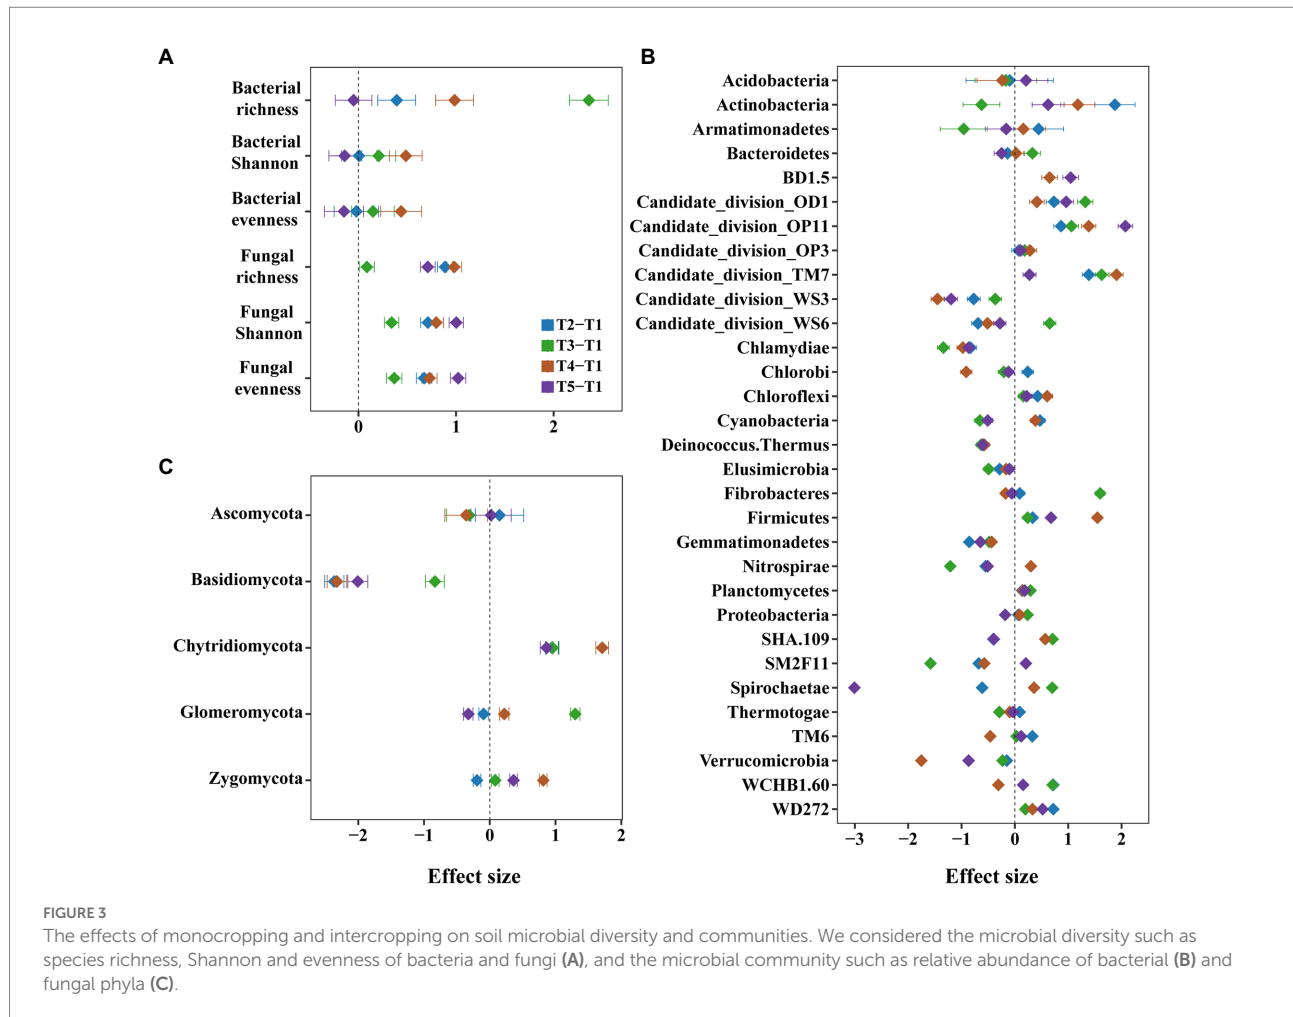 A
Bacterial
richness
Bacterial
Shannon
Bacterial
evenness
Fungal
richness
Fungal
Shannon
Fungal
evenness
T2−T1
T3−T1
T4−T1
T5−T1
0
1
2
B
Acidobacteria
Actinobacteria
Armatimonadetes
Bacteroidetes
BD1.5
Candidate_division_OD1
Candidate_division_OP11
Candidate_division_OP3
Candidate_division_TM7
Candidate_division_WS3
Candidate_division_WS6
Chlamydiae
Chlorobi
Chloroflexi
Cyanobacteria
Deinococcus.Thermus
Elusimicrobia
Fibrobacteres
Firmicutes
Gemmatimonadetes
Nitrospirae
Planctomycetes
Proteobacteria
SHA.109
SM2F11
Spirochaetae
Thermotogae
TM6
Verrucomicrobia
WCHB1.60
WD272
−3
−2
−1
0
1
2
Effect size
C
Ascomycota
Basidiomycota
Chytridiomycota
Glomeromycota
Zygomycota
−2
−1
0
1
2
Effect size
FIGURE 3
The effects of monocropping and intercropping on soil microbial diversity and communities. We considered the microbial diversity such as
species richness, Shannon and evenness of bacteria and fungi (A), and the microbial community such as relative abundance of bacterial (B) and
fungal phyla (C).